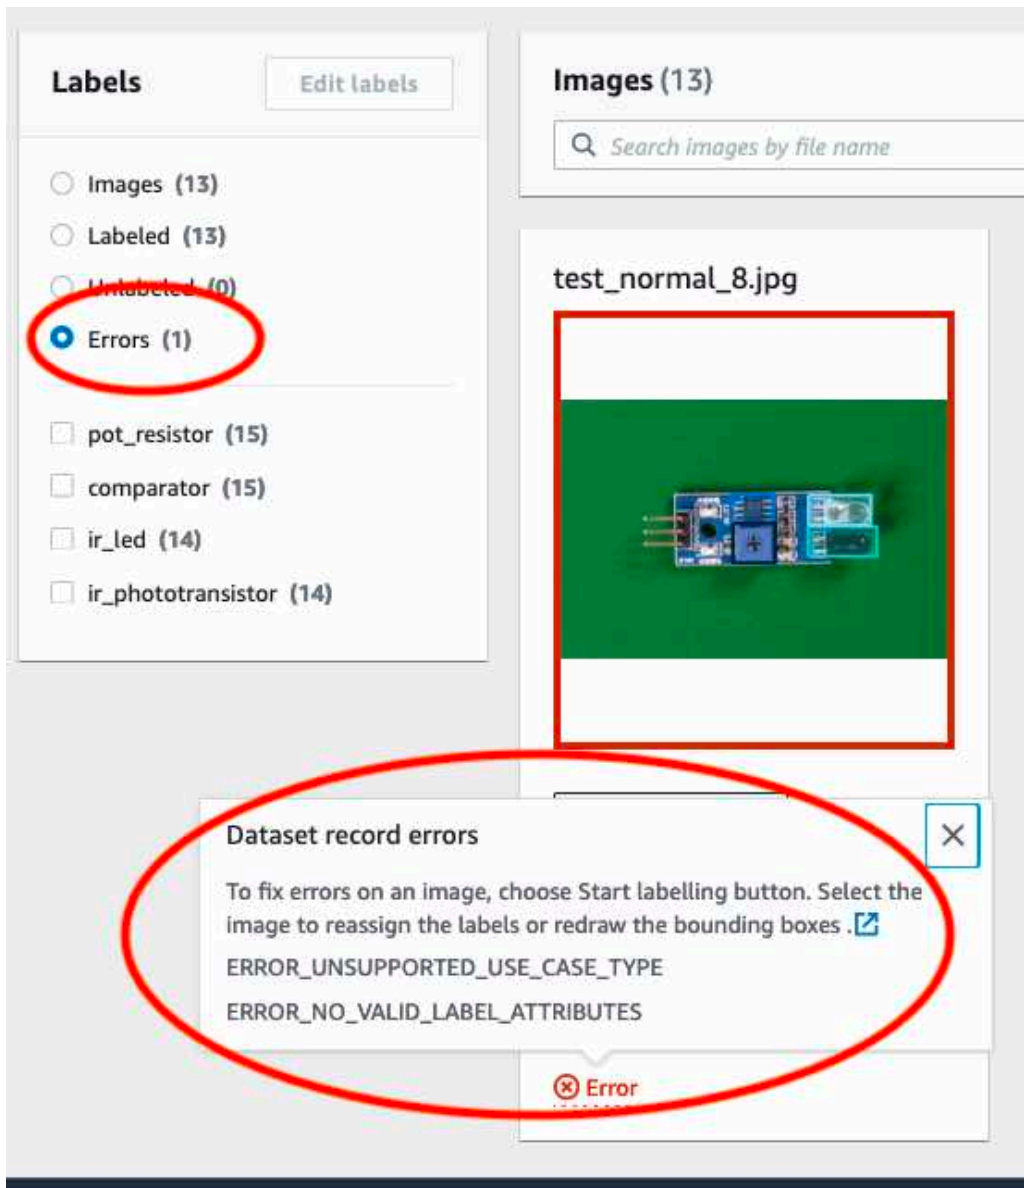 Labels
Edit labels
Images (13)
Labeled (13)
Unlabeled (0)
Errors (1)
pot_resistor (15)
comparator (15)
ir_led (14)
ir_phototransistor (14)
Images (13)
Search images by file name
test_normal_8.jpg
Dataset record errors
To fix errors on an image, choose Start labelling button. Select the
image to reassign the labels or redraw the bounding boxes .
ERROR_UNSUPPORTED_USE_CASE_TYPE
ERROR_NO_VALID_LABEL_ATTRIBUTES
Error